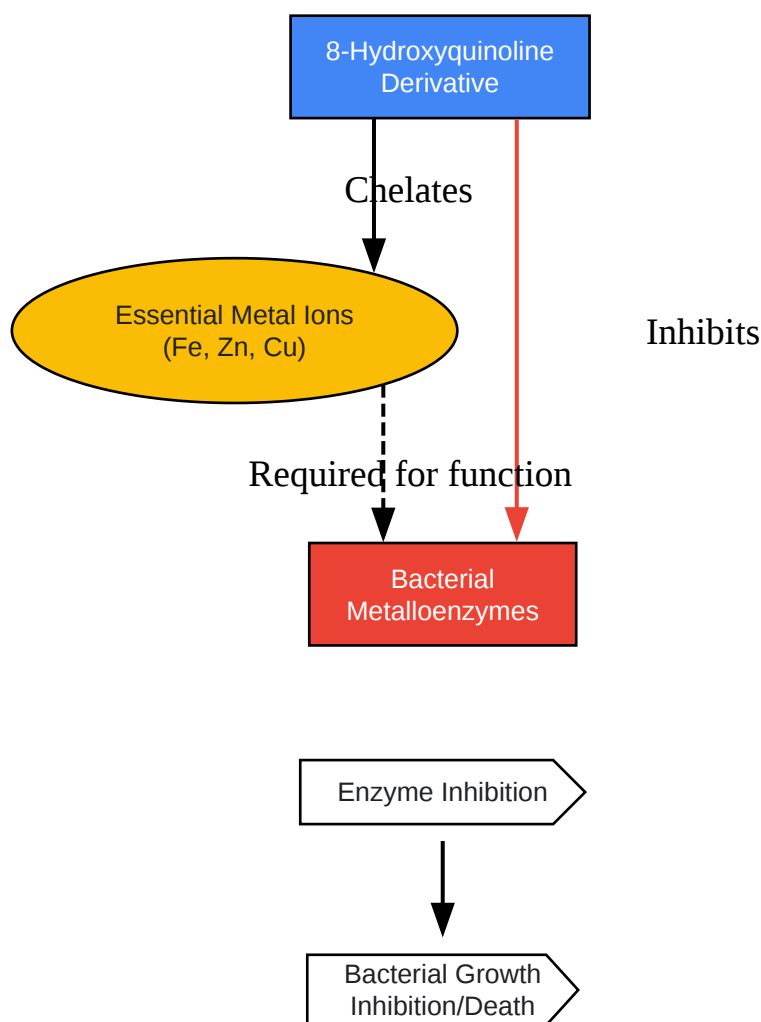 8-Hydroxyquinoline
Derivative
Chelates
Essential Metal Ions
(Fe, Zn, Cu)
Inhibits
Required for function
Bacterial
Metalloenzymes
Enzyme Inhibition
Bacterial Growth
Inhibition/Death